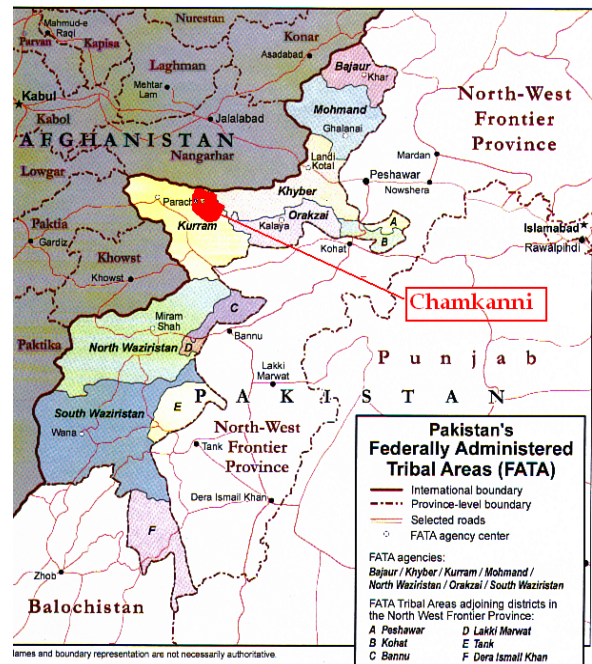 Nurestan
Mahmud-e
Raqi
Parvan
Kapisa
Konar
Asadabad
Laghman
Mehtar
Lam
Bajaur
Khar
Kabul
Kabol
Jalalabad
Mohmand
Ghalanai
North-West
Frontier
Province
AFGHANISTAN
Nangarhar
Landi
Kotal
Mardan
Peshawar
Nowshera
Lowgar
Khyber
Parach
Orakzai
A
Islamabad
Paktia
Kurram
Kalaya
B
Rawalpindi
Gardiz
Kohat
Khowst
Khowst
Chamkanni
Miram
Shah
C
Paktika
North Waziristan
D
Bannu
Punjab
Lakki
Marwat
South Waziristan
E
PAKISTAN
Wana
North-West
Frontier
Province
Tank
Dera Ismail Khan
F
Zhob
Balochistan
Pakistan's
Federally Administered
Tribal Areas (FATA)
International boundary
Province-level boundary
Selected roads
FATA agency center
FATA agencies:
Bajaur / Khyber / Kurram / Mohmand /
North Waziristan / Orakzai / South Waziristan
FATA Tribal Areas adjoining districts in
the North West Frontier Province:
A Peshawar D Lakki Marwat
B Kohat E Tank
C Bannu F Dera Ismail Khan
ames and boundary representation are not necessarily authoritative.